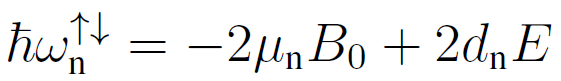 ℏω_n^{↑↓} = −2μ_n B_0 + 2d_n E